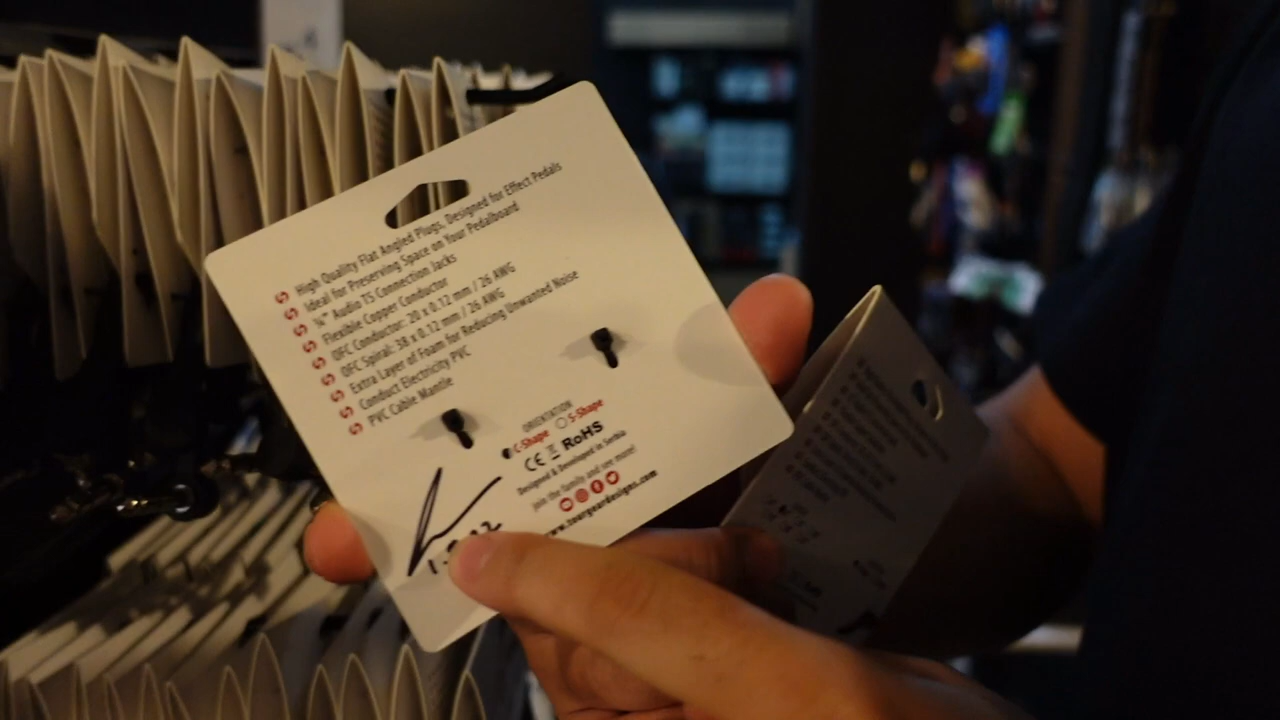 High Quality Flat Angled Plugs, Designed for Effect Pedals
Ideal for Preserving Space on Your Pedalboard
¼" Audio TS Connection Jacks
Flexible Copper Conductor
OFC Conductor: 20 x 0.12 mm / 26 AWG
OFC Spiral: 38 x 0.12 mm / 26 AWG
Extra Layer of Foam for Reducing Unwanted Noise
Conduct Electricity PVC
PVC Cable Mantle
ORIENTATION
C-Shape S-Shape
CE RoHS
Designed & Developed in Serbia
Join the family and see more!
www.tourgeardesigns.com